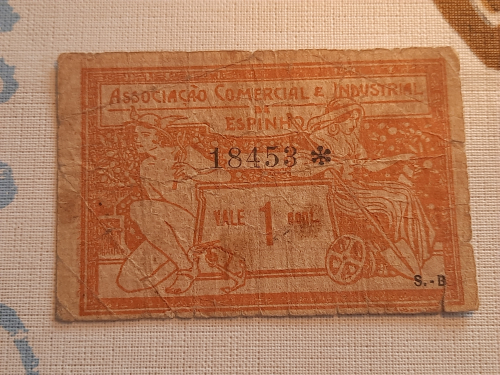 ASSOCIAÇÃO COMERCIAL E INDUSTRIAL
DE
ESPINHO
18453 *
VALE 1
S.-B